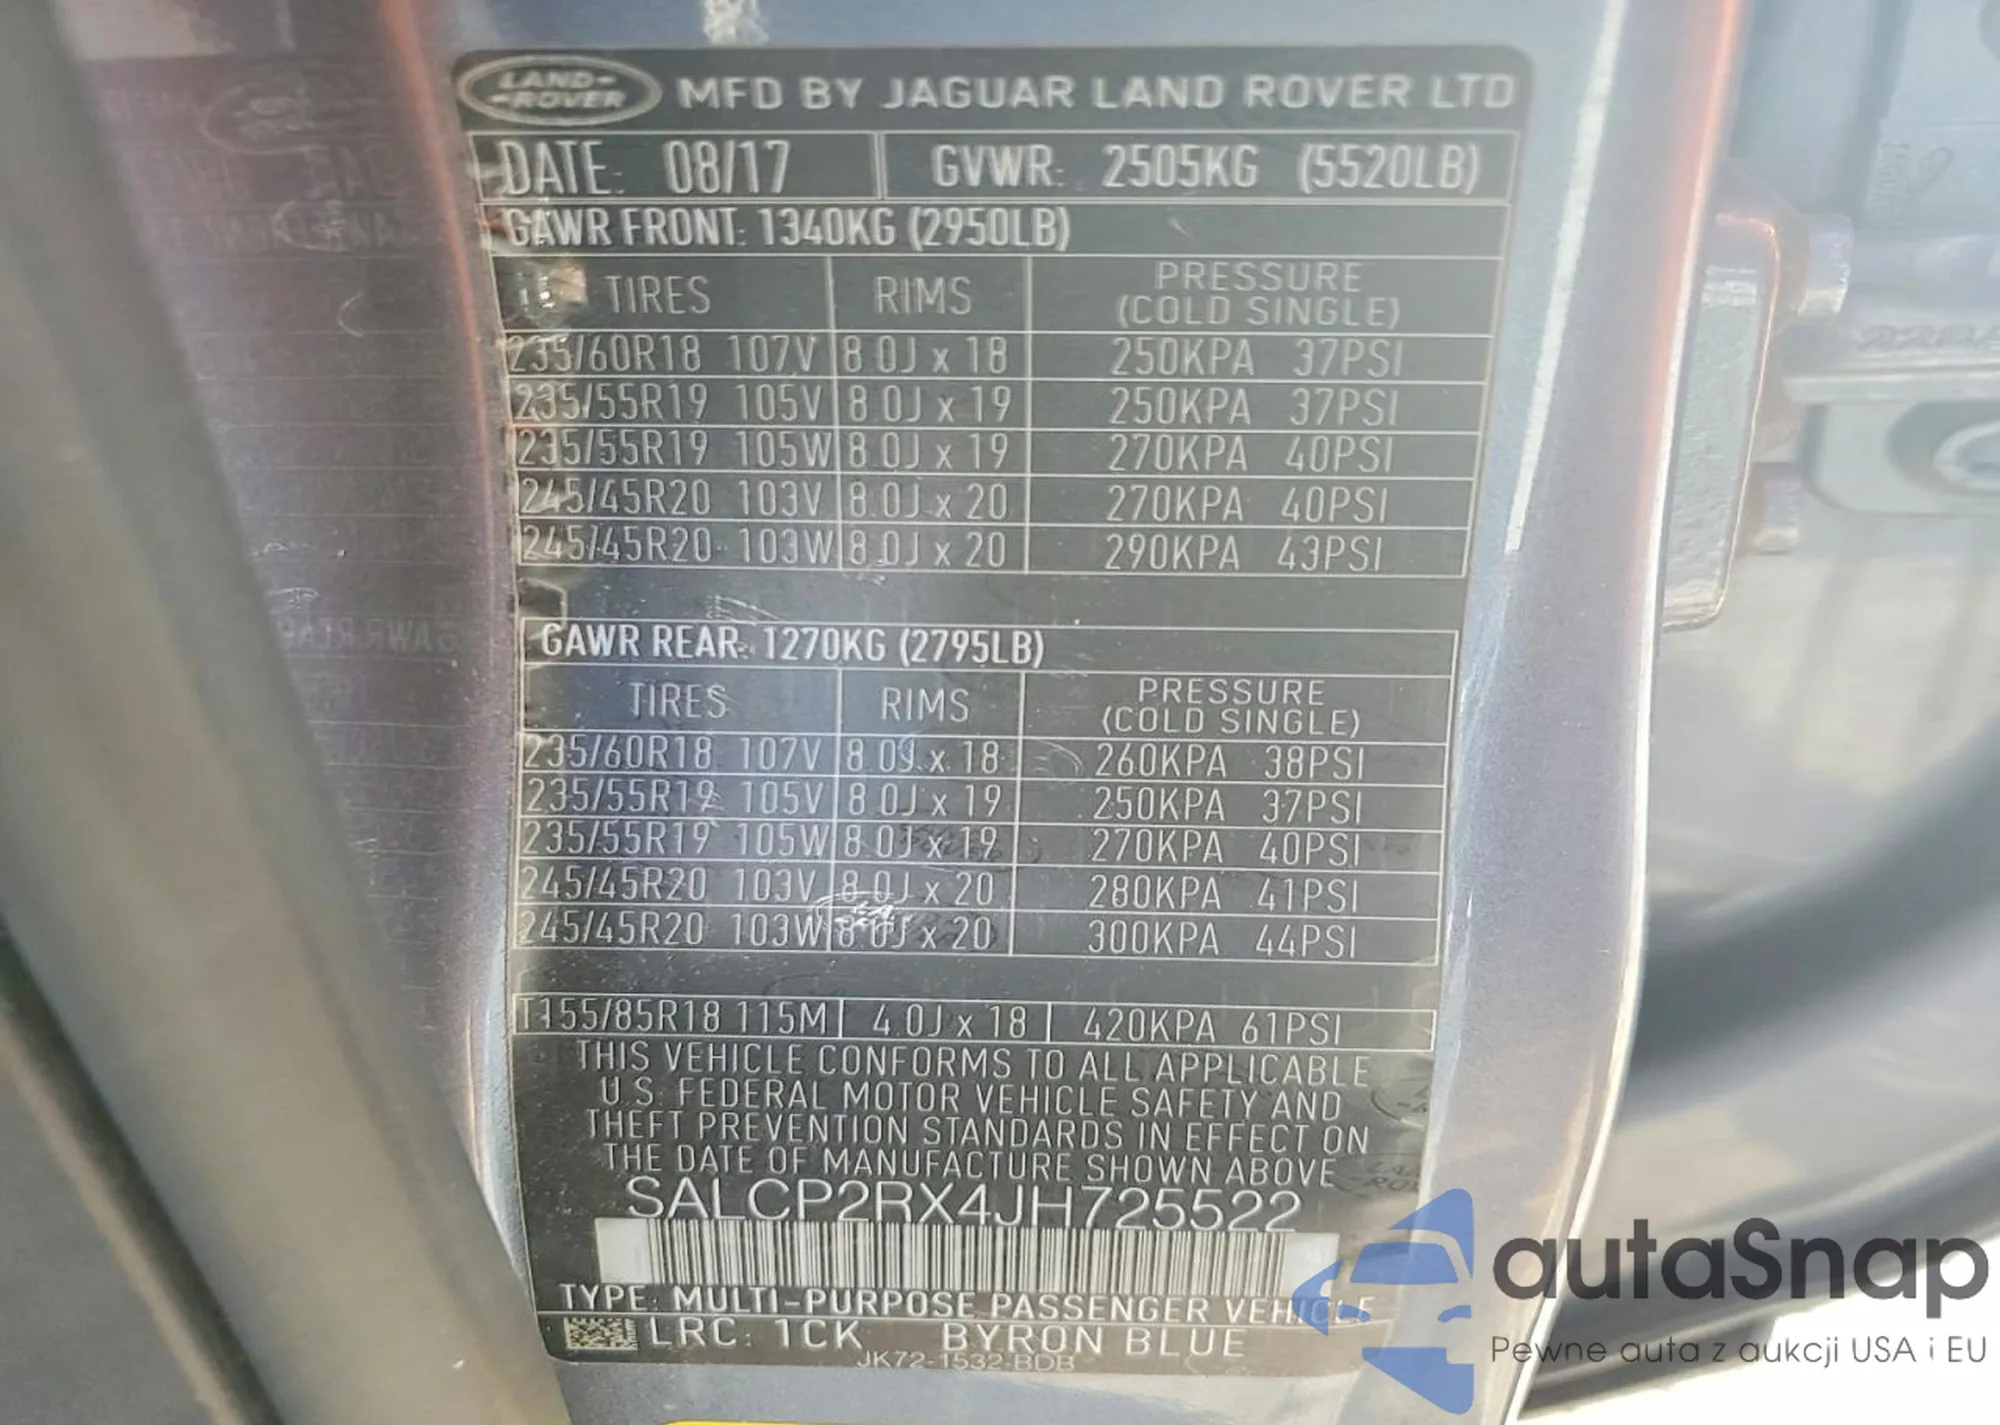 LAND-
-ROVER
MFD BY JAGUAR LAND ROVER LTD
DATE: 08/17 GVWR: 2505KG (5520LB)
GAWR FRONT: 1340KG (2950LB)
TIRES RIMS PRESSURE
(COLD SINGLE)
235/60R18 107V 8.0J x 18 250KPA 37PSI
235/55R19 105V 8.0J x 19 250KPA 37PSI
235/55R19 105W 8.0J x 19 270KPA 40PSI
245/45R20 103V 8.0J x 20 270KPA 40PSI
245/45R20 103W 8.0J x 20 290KPA 43PSI
GAWR REAR: 1270KG (2795LB)
TIRES RIMS PRESSURE
(COLD SINGLE)
235/60R18 107V 8.0J x 18 260KPA 38PSI
235/55R19 105V 8.0J x 19 250KPA 37PSI
235/55R19 105W 8.0J x 19 270KPA 40PSI
245/45R20 103V 8.0J x 20 280KPA 41PSI
245/45R20 103W 8.0J x 20 300KPA 44PSI
T155/85R18 115M 4.0J x 18 420KPA 61PSI
THIS VEHICLE CONFORMS TO ALL APPLICABLE
U.S. FEDERAL MOTOR VEHICLE SAFETY AND
THEFT PREVENTION STANDARDS IN EFFECT ON
THE DATE OF MANUFACTURE SHOWN ABOVE
SALCP2RX4JH725522
TYPE: MULTI-PURPOSE PASSENGER VEHICLE
LRC: 1CK BYRON BLUE
JK72-1532-BDB
autaSnap
Pewne auta z aukcji USA i EU